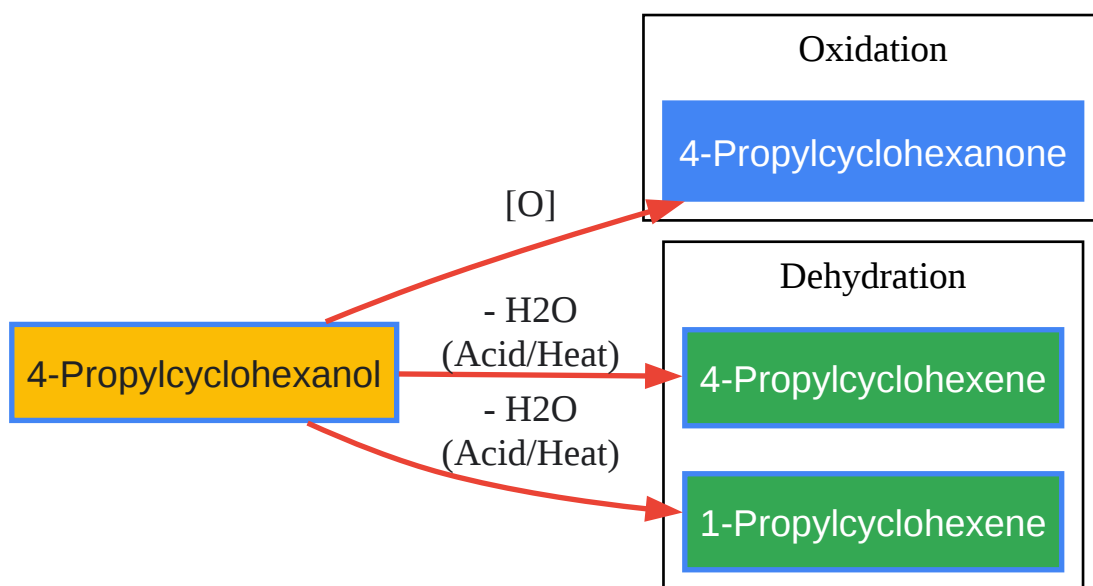 Oxidation
4-Propylcyclohexanone
[O]
Dehydration
- H2O
(Acid/Heat)
4-Propylcyclohexanol
4-Propylcyclohexene
- H2O
(Acid/Heat)
1-Propylcyclohexene